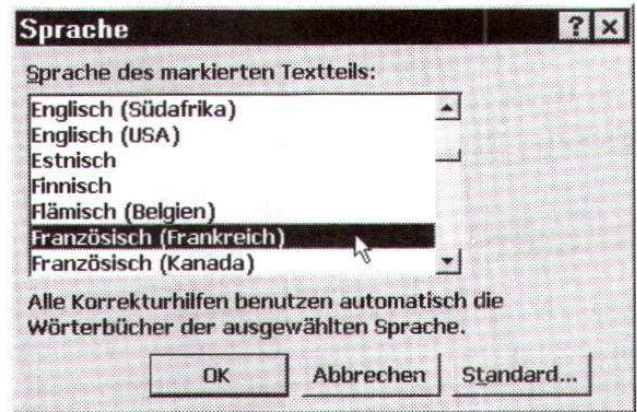 Sprache
Sprache des markierten Textteils:
Englisch (Südafrika)
Englisch (USA)
Estnisch
Finnisch
Flämisch (Belgien)
Französisch (Frankreich)
Französisch (Kanada)
Alle Korrekturhilfen benutzen automatisch die
Wörterbücher der ausgewählten Sprache.
OK Abbrechen Standard...